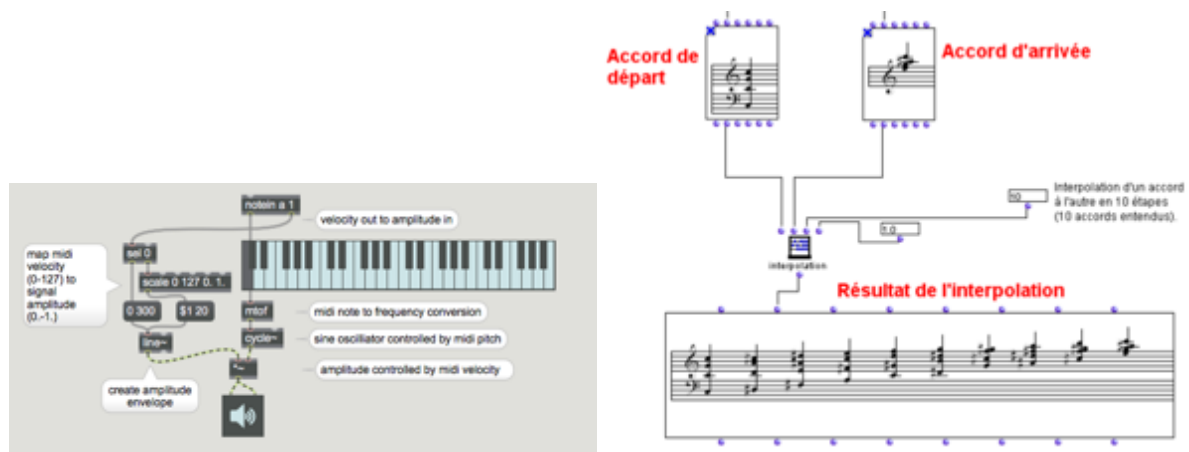 notein a 1
velocity out to amplitude in
map midi
velocity
(0-127) to
signal
amplitude
(0.-1.)
sel 0
scale 0 127 0. 1.
0 300
$1 20
mtof
midi note to frequency conversion
line~
cycle~
sine oscilliator controlled by midi pitch
*~
amplitude controlled by midi velocity
create amplitude
envelope
Accord de
départ
Accord d'arrivée
10
Interpolation d'un accord
à l'autre en 10 étapes
(10 accords entendus).
1.0
interpolation
Résultat de l'interpolation